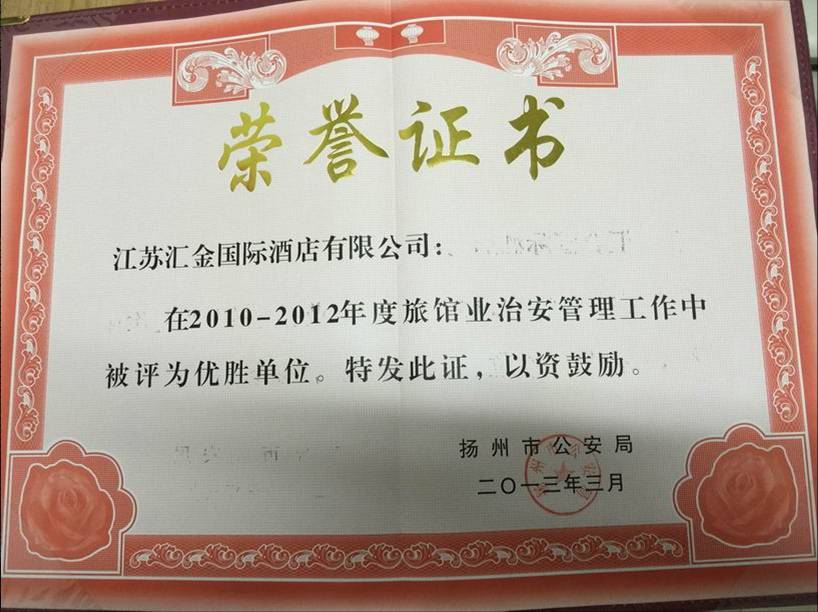 荣誉证书
江苏汇金国际酒店有限公司：
在2010-2012年度旅馆业治安管理工作中
被评为优胜单位。特发此证，以资鼓励。
扬州市公安局
二〇一三年三月